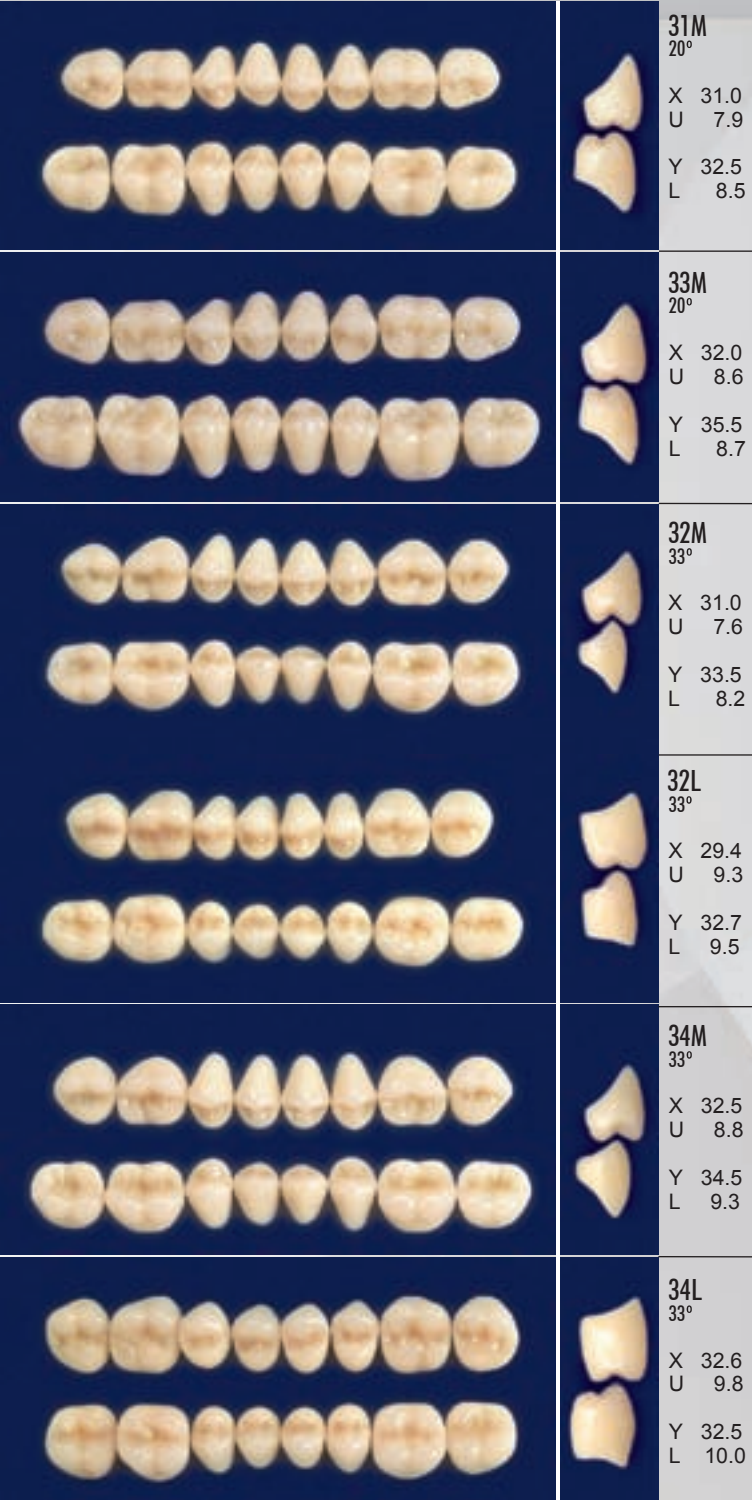 31M
20°
X 31.0
U 7.9
Y 32.5
L 8.5
33M
20°
X 32.0
U 8.6
Y 35.5
L 8.7
32M
33°
X 31.0
U 7.6
Y 33.5
L 8.2
32L
33°
X 29.4
U 9.3
Y 32.7
L 9.5
34M
33°
X 32.5
U 8.8
Y 34.5
L 9.3
34L
33°
X 32.6
U 9.8
Y 32.5
L 10.0